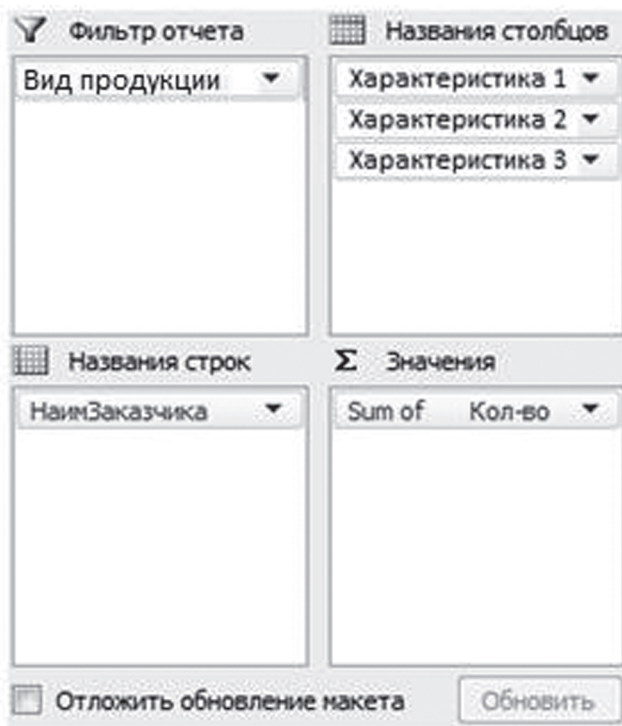 Фильтр отчета
Названия столбцов
Вид продукции
Характеристика 1
Характеристика 2
Характеристика 3
Названия строк
Σ Значения
НаимЗаказчика
Sum of Кол-во
Отложить обновление макета
Обновить